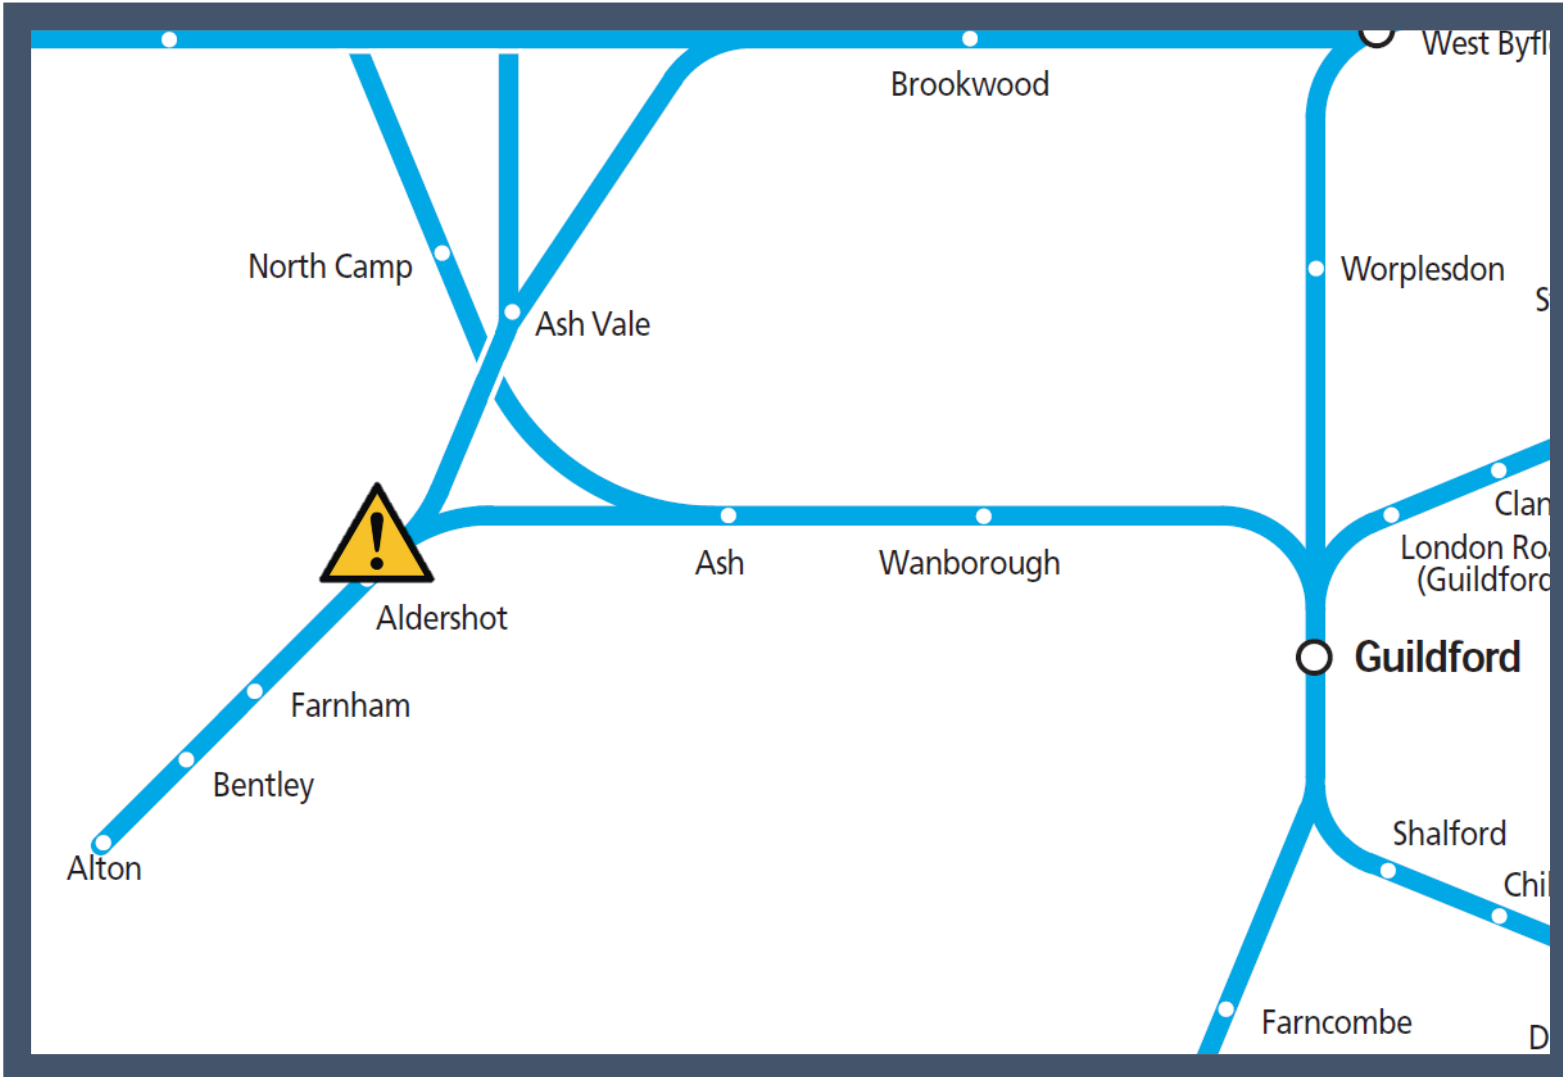 West Byfl
Brookwood
North Camp
Worplesdon
S
Ash Vale
Clan
Ash
Wanborough
London Ro
(Guildford
Aldershot
Guildford
Farnham
Bentley
Shalford
Alton
Chil
Farncombe
D
!